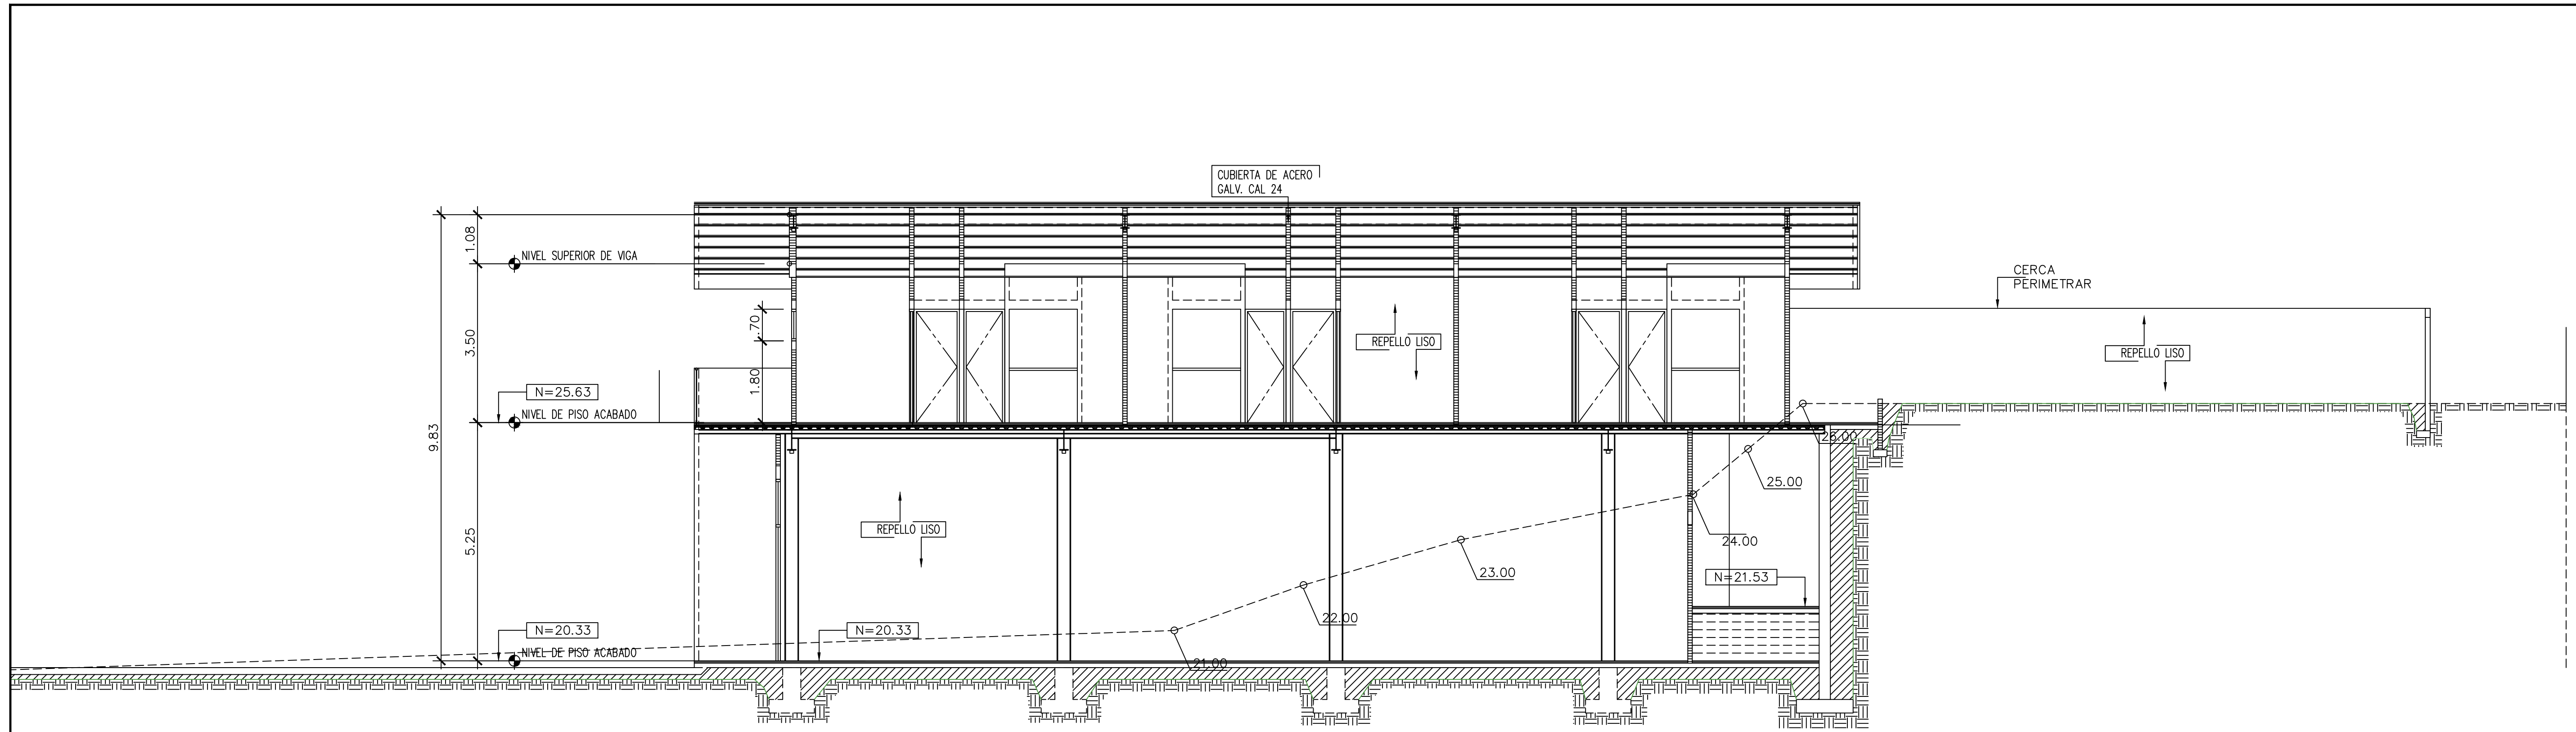 CUBIERTA DE ACERO
GALV. CAL 24
1.08
NIVEL SUPERIOR DE VIGA
CERCA
PERIMETRAR
.70
3.50
REPELLO LISO
REPELLO LISO
1.80
N=25.63
NIVEL DE PISO ACABADO
9.83
26.00
25.00
REPELLO LISO
5.25
24.00
23.00
N=21.53
22.00
N=20.33
N=20.33
NIVEL DE PISO ACABADO
21.00